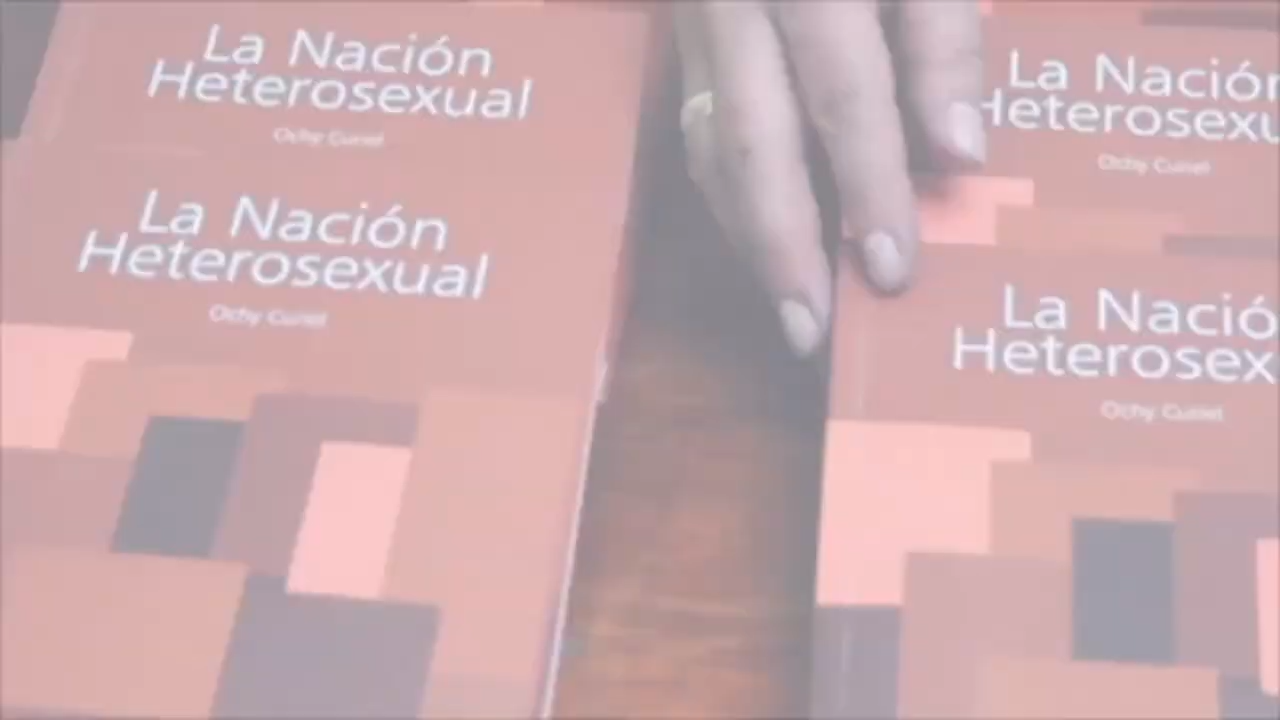 La Nación
Heterosexual
Ochy Curiel
La Nación
Heterosexual
Ochy Curiel
La Nación
Heterosexu
Ochy Curiel
La Nació
Heterosex
Ochy Curiel